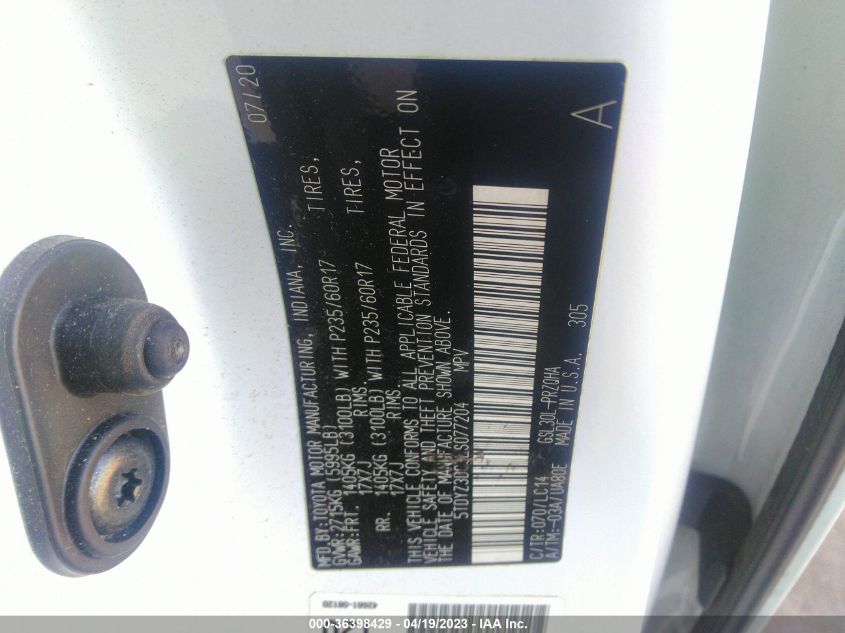 07/20
MFD. BY: TOYOTA MOTOR MANUFACTURING, INDIANA, INC.
GVWR: 2715KG (5985LB)
GAWR: FRT. 1405KG (3100LB) WITH P235/60R17 TIRES,
17X7J RIMS.
RR. 1405KG (3100LB) WITH P235/60R17 TIRES,
17X7J RIMS.
THIS VEHICLE CONFORMS TO ALL APPLICABLE FEDERAL MOTOR
VEHICLE SAFETY AND THEFT PREVENTION STANDARDS IN EFFECT ON
THE DATE OF MANUFACTURE SHOWN ABOVE.
MPV
C/TR: 070/LC14 GSL30L-PRZQHA
A/TM: -03A/UA80E MADE IN U.S.A. 305
A
000-36398429 - 04/19/2023 - IAA Inc.